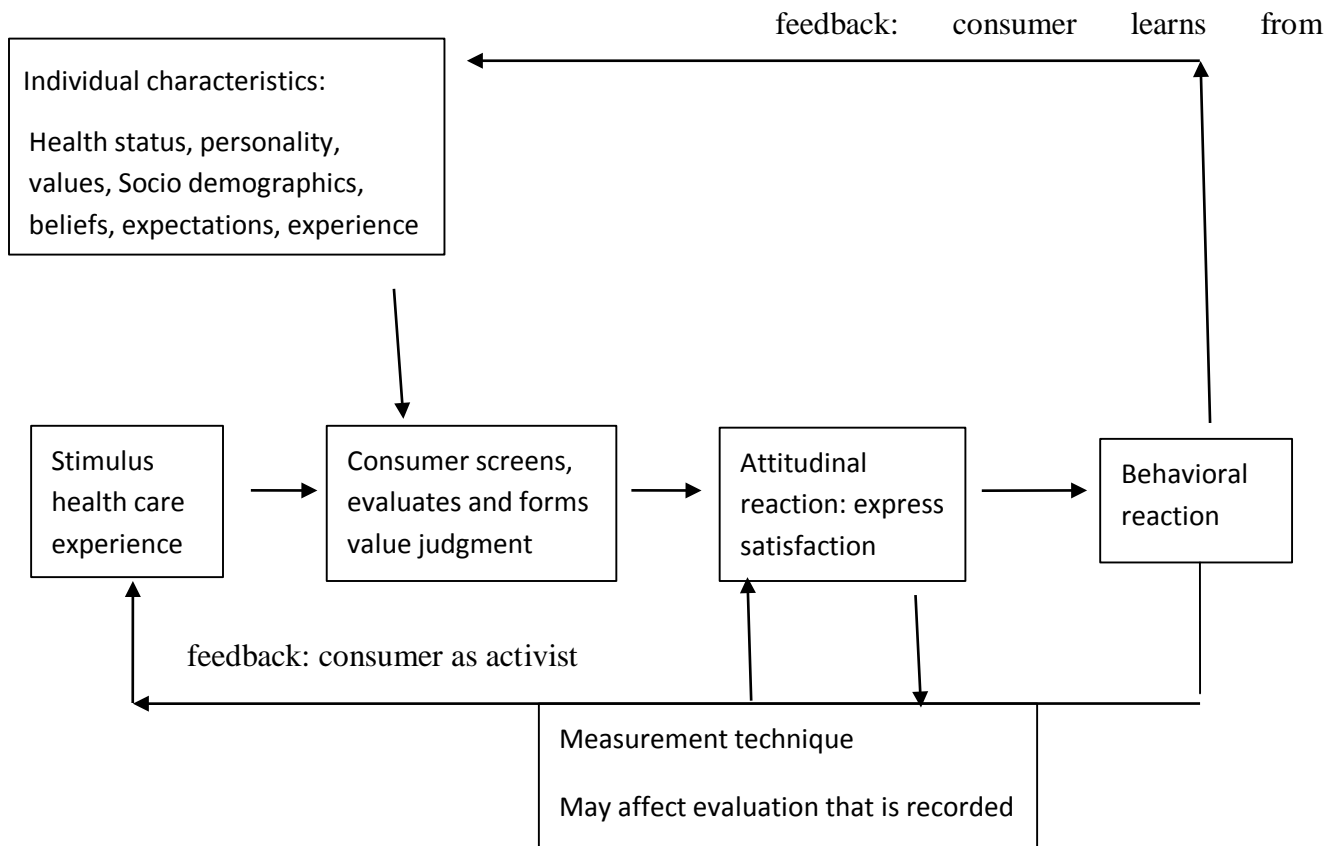 feedback: consumer learns from
Individual characteristics:
Health status, personality,
values, Socio demographics,
beliefs, expectations, experience
Stimulus
health care
experience
Consumer screens,
evaluates and forms
value judgment
Attitudinal
reaction: express
satisfaction
Behavioral
reaction
feedback: consumer as activist
Measurement technique
May affect evaluation that is recorded